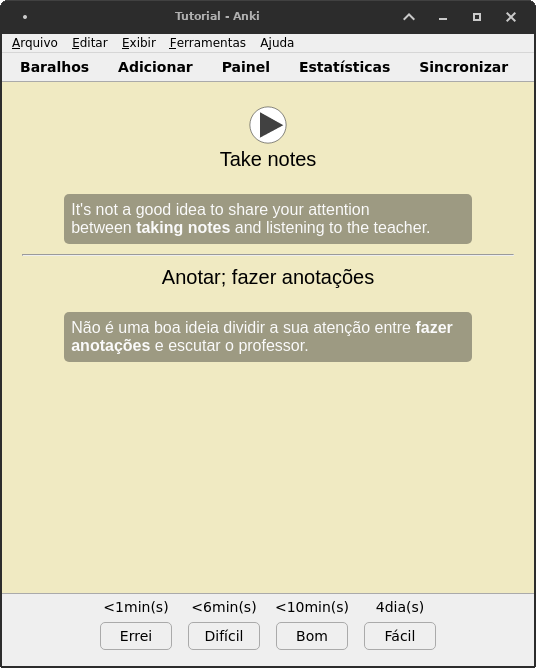 Tutorial - Anki
Arquivo Editar Exibir Ferramentas Ajuda
Baralhos Adicionar Painel Estatísticas Sincronizar
Take notes
It's not a good idea to share your attention
between taking notes and listening to the teacher.
Anotar; fazer anotações
Não é uma boa ideia dividir a sua atenção entre fazer
anotações e escutar o professor.
<1min(s) <6min(s) <10min(s) 4dia(s)
Errei Difícil Bom Fácil